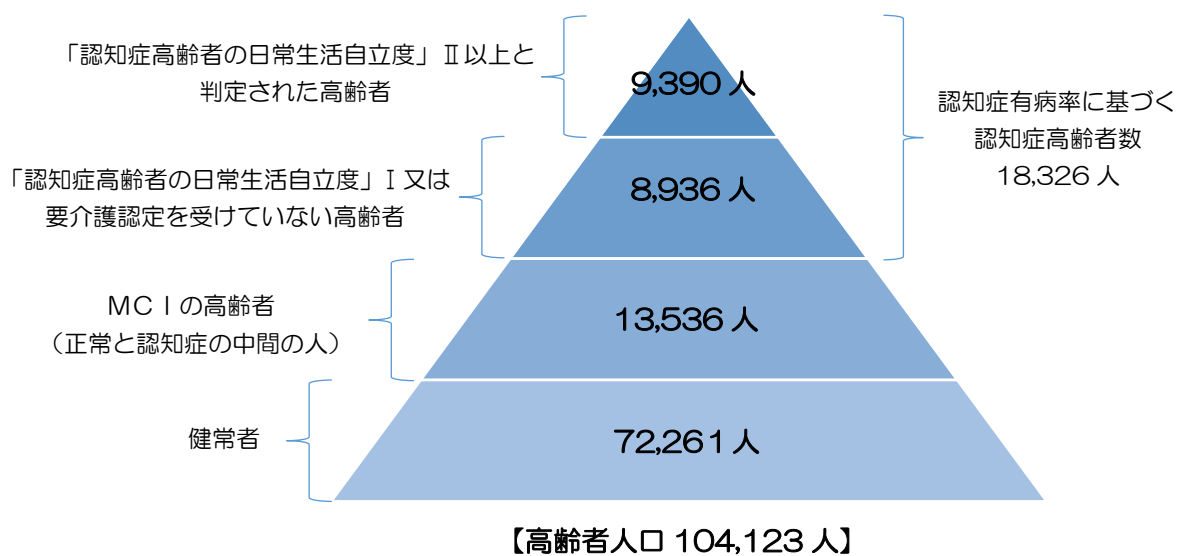 「認知症高齢者の日常生活自立度」Ⅱ以上と
判定された高齢者
9,390 人
認知症有病率に基づく
認知症高齢者数
18,326 人
「認知症高齢者の日常生活自立度」Ⅰ又は
要介護認定を受けていない高齢者
8,936 人
ＭＣＩの高齢者
（正常と認知症の中間の人）
13,536 人
健常者
72,261 人
【高齢者人口 104,123 人】